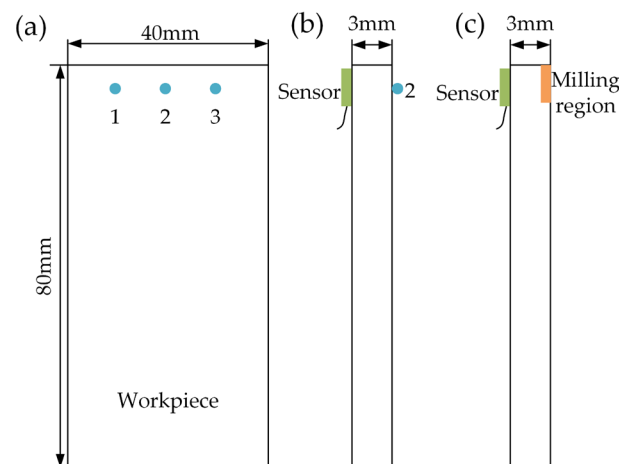 (a)
40mm
1 2 3
80mm
Workpiece
(b)
3mm
Sensor
2
(c)
3mm
Sensor
Milling
region